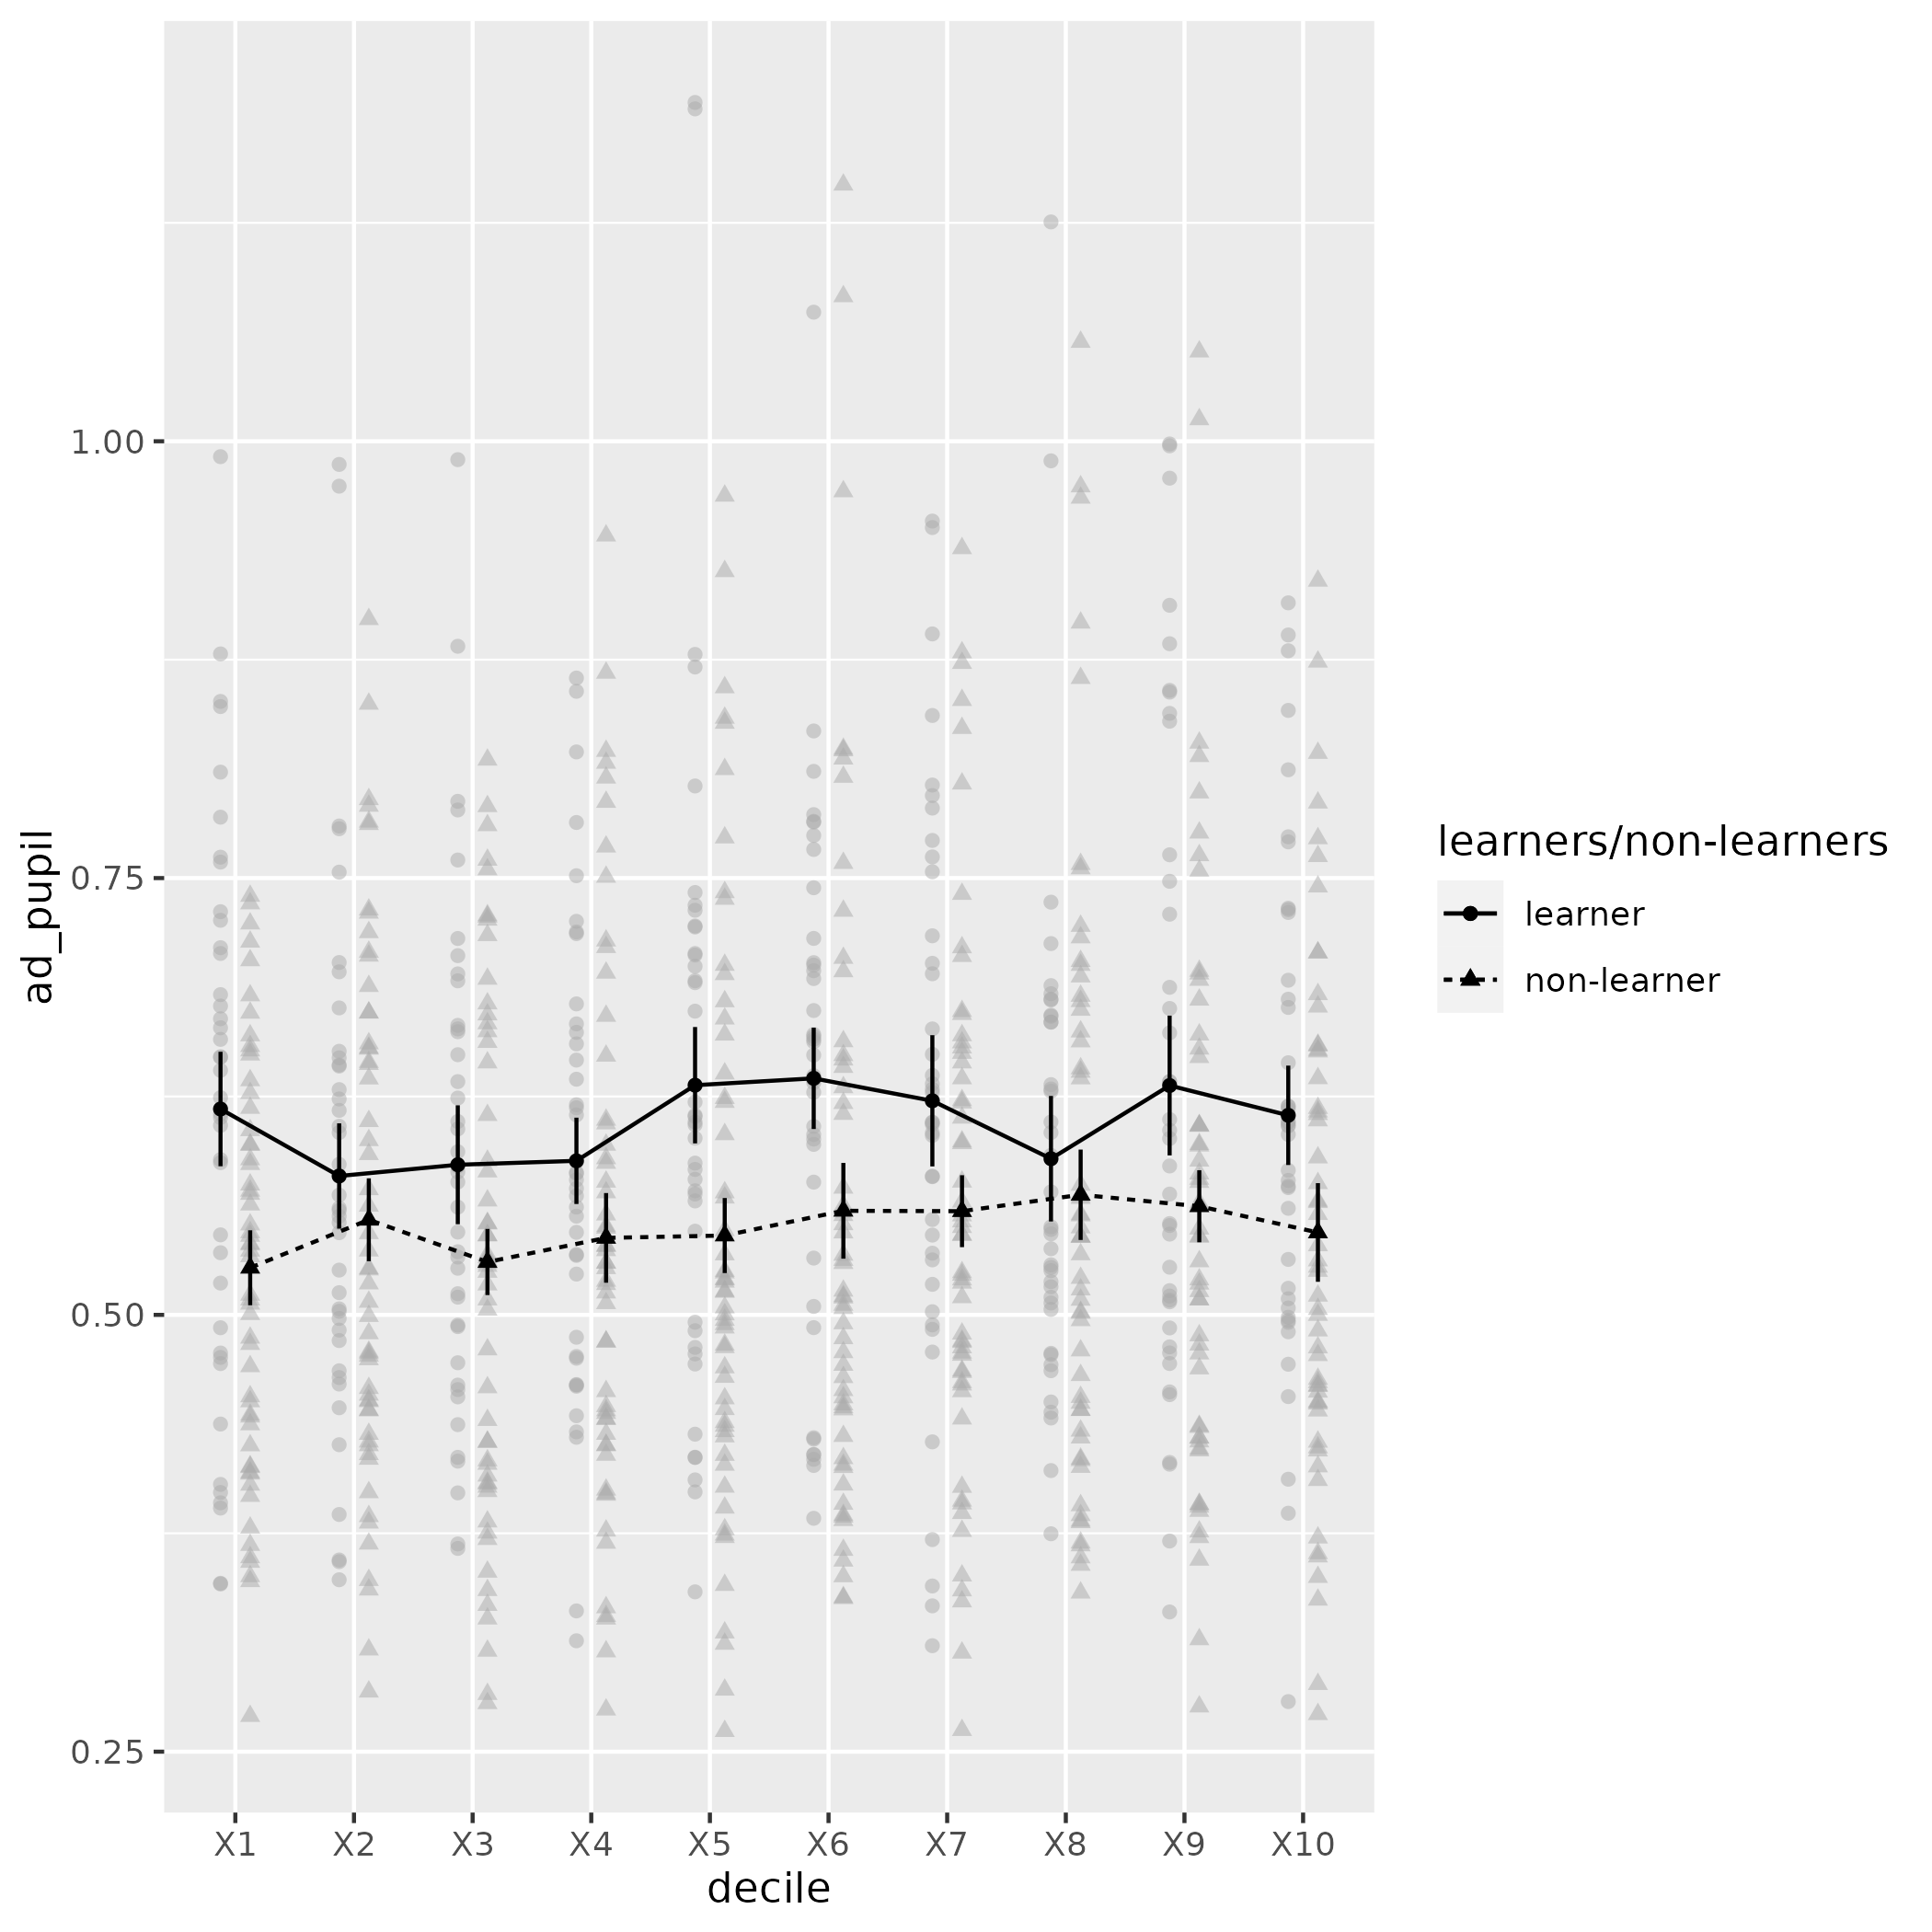 ad_pupil
1.00
0.75
0.50
0.25
X1 X2 X3 X4 X5 X6 X7 X8 X9 X10
decile
learners/non-learners
learner
non-learner